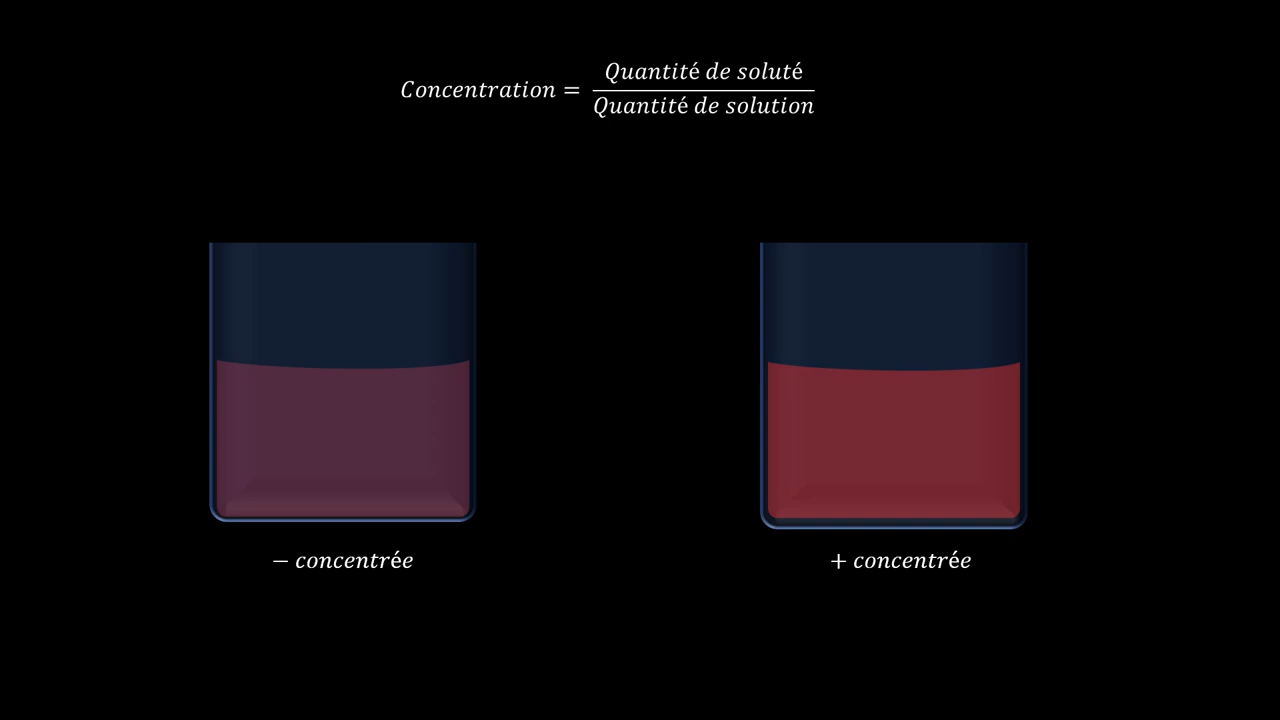 Concentration = Quantité de soluté / Quantité de solution
− concentrée
+ concentrée